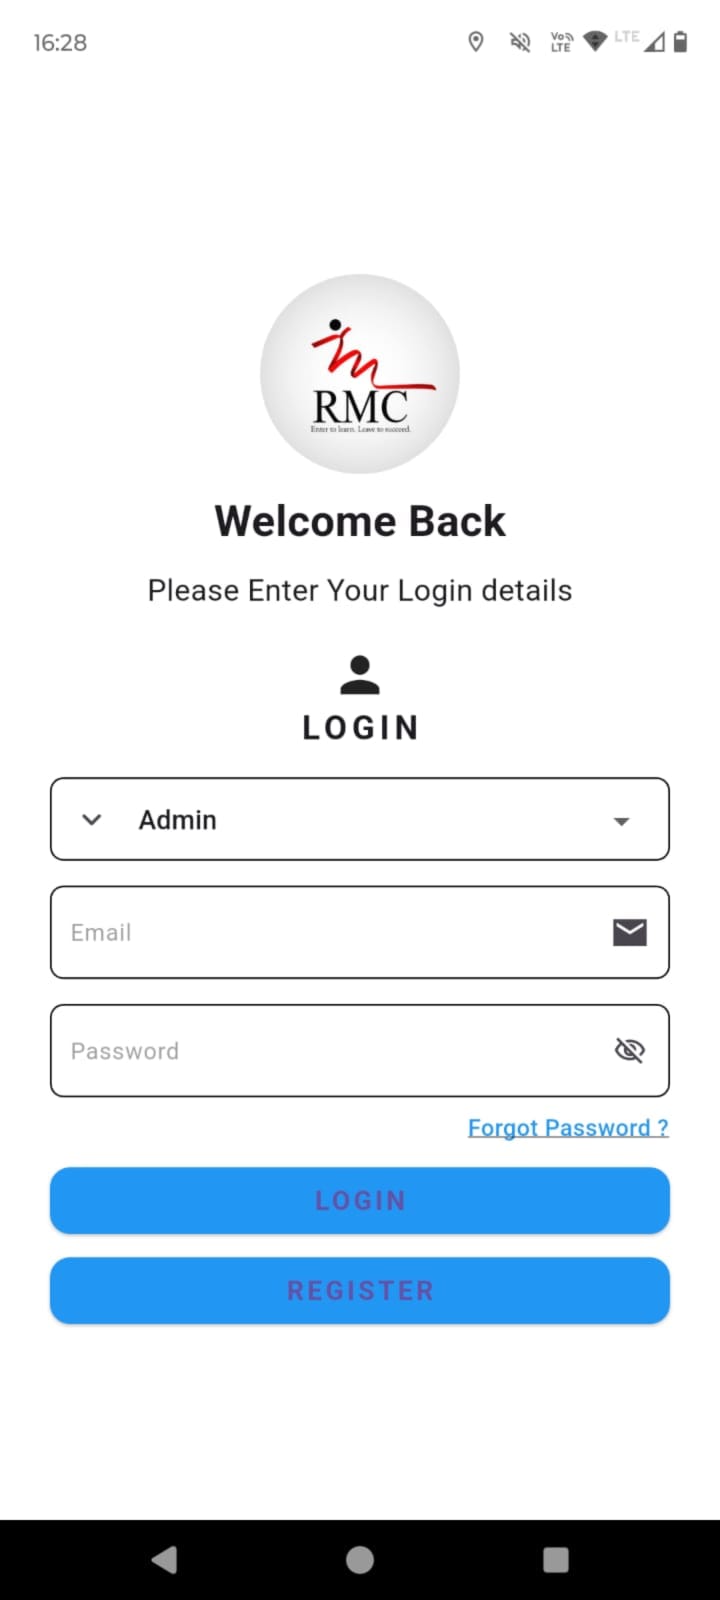 16:28
Vo
LTE
LTE
RMC
Enter to learn. Leave to succeed.
Welcome Back
Please Enter Your Login details
LOGIN
Admin
Email
Password
Forgot Password ?
LOGIN
REGISTER